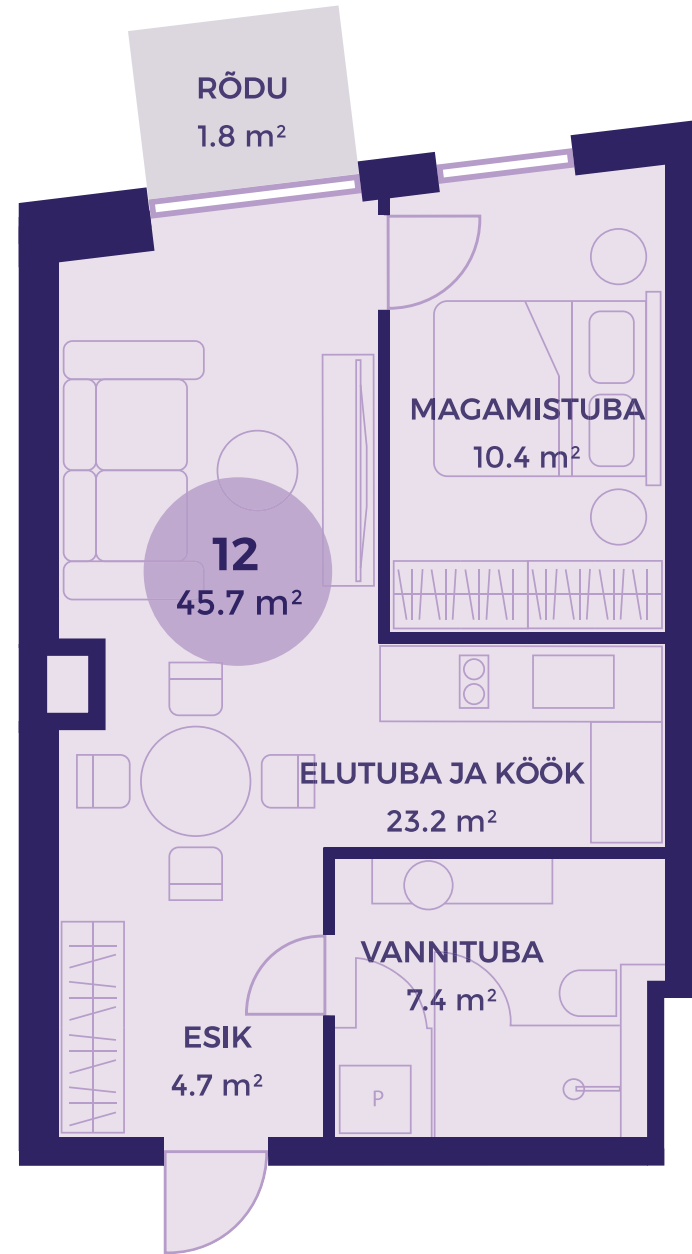 RÕDU
1.8 m²
MAGAMISTUBA
10.4 m²
12
45.7 m²
ELUTUBA JA KÖÖK
23.2 m²
VANNITUBA
7.4 m²
ESIK
4.7 m²
P